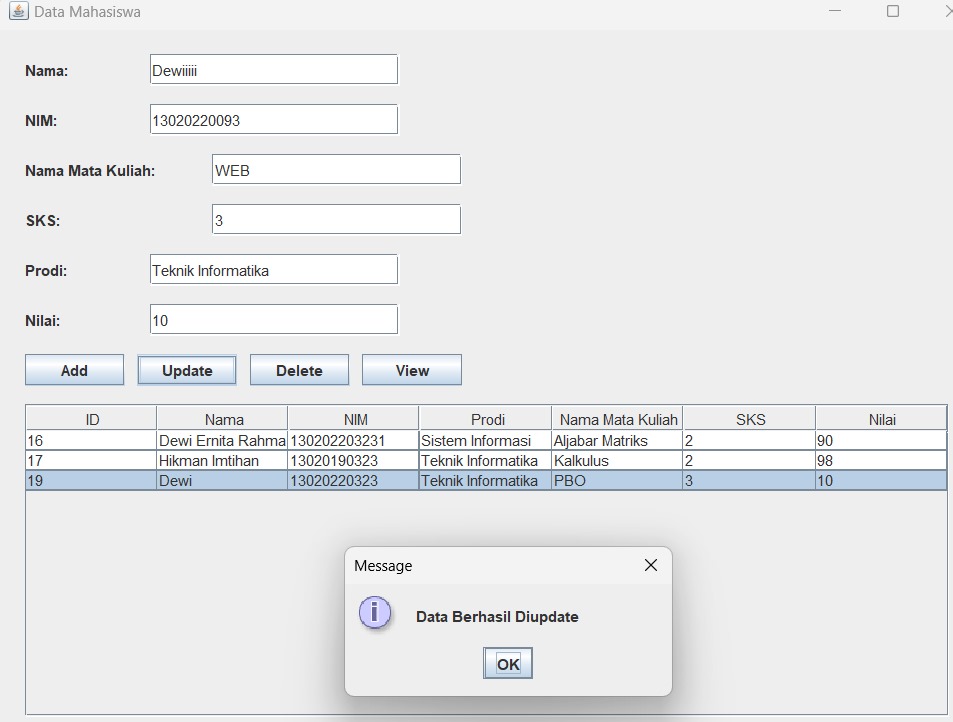 Data Mahasiswa
Nama: Dewiiiii
NIM: 13020220093
Nama Mata Kuliah: WEB
SKS: 3
Prodi: Teknik Informatika
Nilai: 10
Add Update Delete View
ID Nama NIM Prodi Nama Mata Kuliah SKS Nilai
16 Dewi Ernita Rahma 130202203231 Sistem Informasi Aljabar Matriks 2 90
17 Hikman Imtihan 13020190323 Teknik Informatika Kalkulus 2 98
19 Dewi 13020220323 Teknik Informatika PBO 3 10
Message
Data Berhasil Diupdate
OK